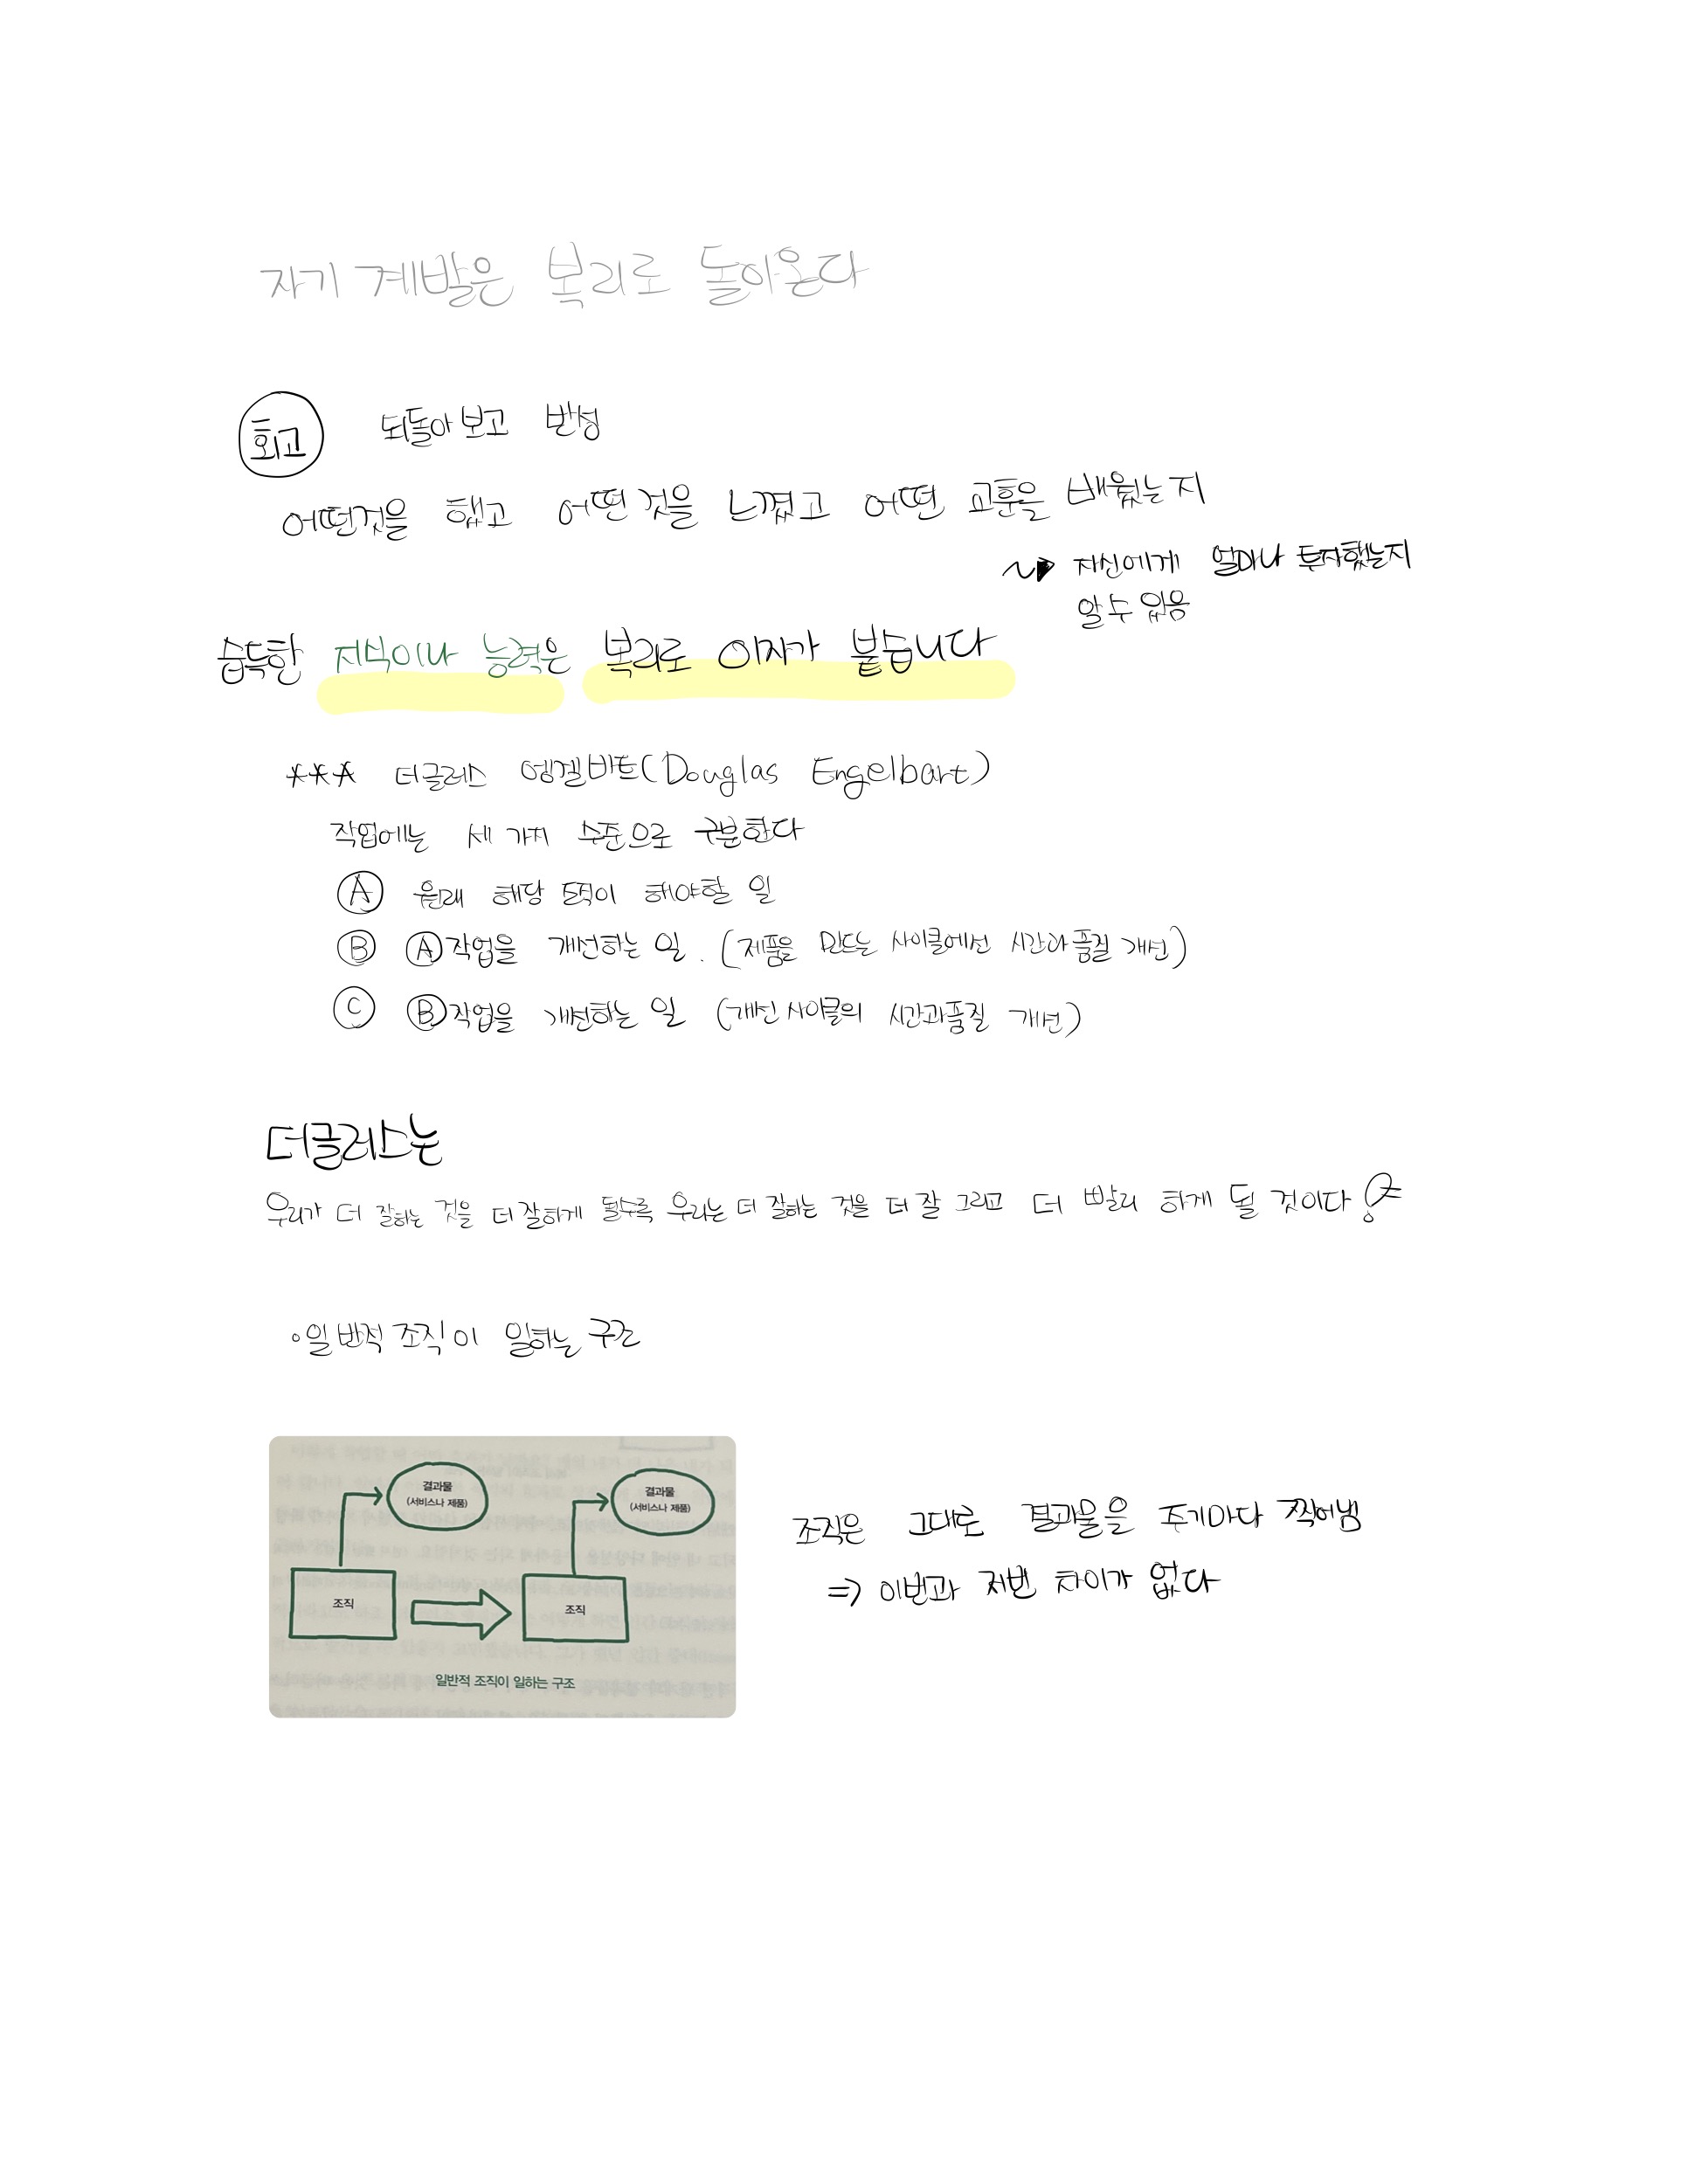 자기 계발은 복리로 돌아온다
회고 되돌아보고 반성
어떤것을 했고 어떤 것을 느꼈고 어떤 교훈을 배웠는지
자신에게 얼마나 투자했는지
알 수 있음
습득한 지식이나 능력은 복리로 이자가 붙습니다
*** 더글러스 엥겔바트(Douglas Engelbart)
작업에는 세 가지 수준으로 구분한다
Ⓐ 원래 해당 조직이 해야할 일
Ⓑ Ⓐ작업을 개선하는 일. (제품을 만드는 사이클에선 시간과 품질 개선)
Ⓒ Ⓑ작업을 개선하는 일 (개선 사이클의 시간과 품질 개선)
더글러스는
우리가 더 잘하는 것을 더 잘하게 될수록 우리는 더 잘하는 것을 더 잘 그리고 더 빨리 하게 될 것이다
◦일반적 조직이 일하는 구조
결과물
(서비스나 제품)
결과물
(서비스나 제품)
조직
조직
일반적 조직이 일하는 구조
조직은 그대로 결과물을 주기마다 찍어냄
=> 이번과 저번 차이가 없다